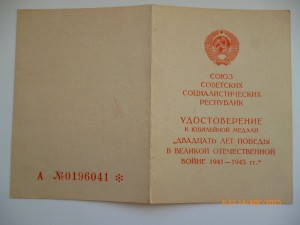 СОЮЗ
СОВЕТСКИХ
СОЦИАЛИСТИЧЕСКИХ
РЕСПУБЛИК
УДОСТОВЕРЕНИЕ
К ЮБИЛЕЙНОЙ МЕДАЛИ
„ДВАДЦАТЬ ЛЕТ ПОБЕДЫ
В ВЕЛИКОЙ ОТЕЧЕСТВЕННОЙ
ВОЙНЕ 1941—1945 гг.“
А №0196041 *